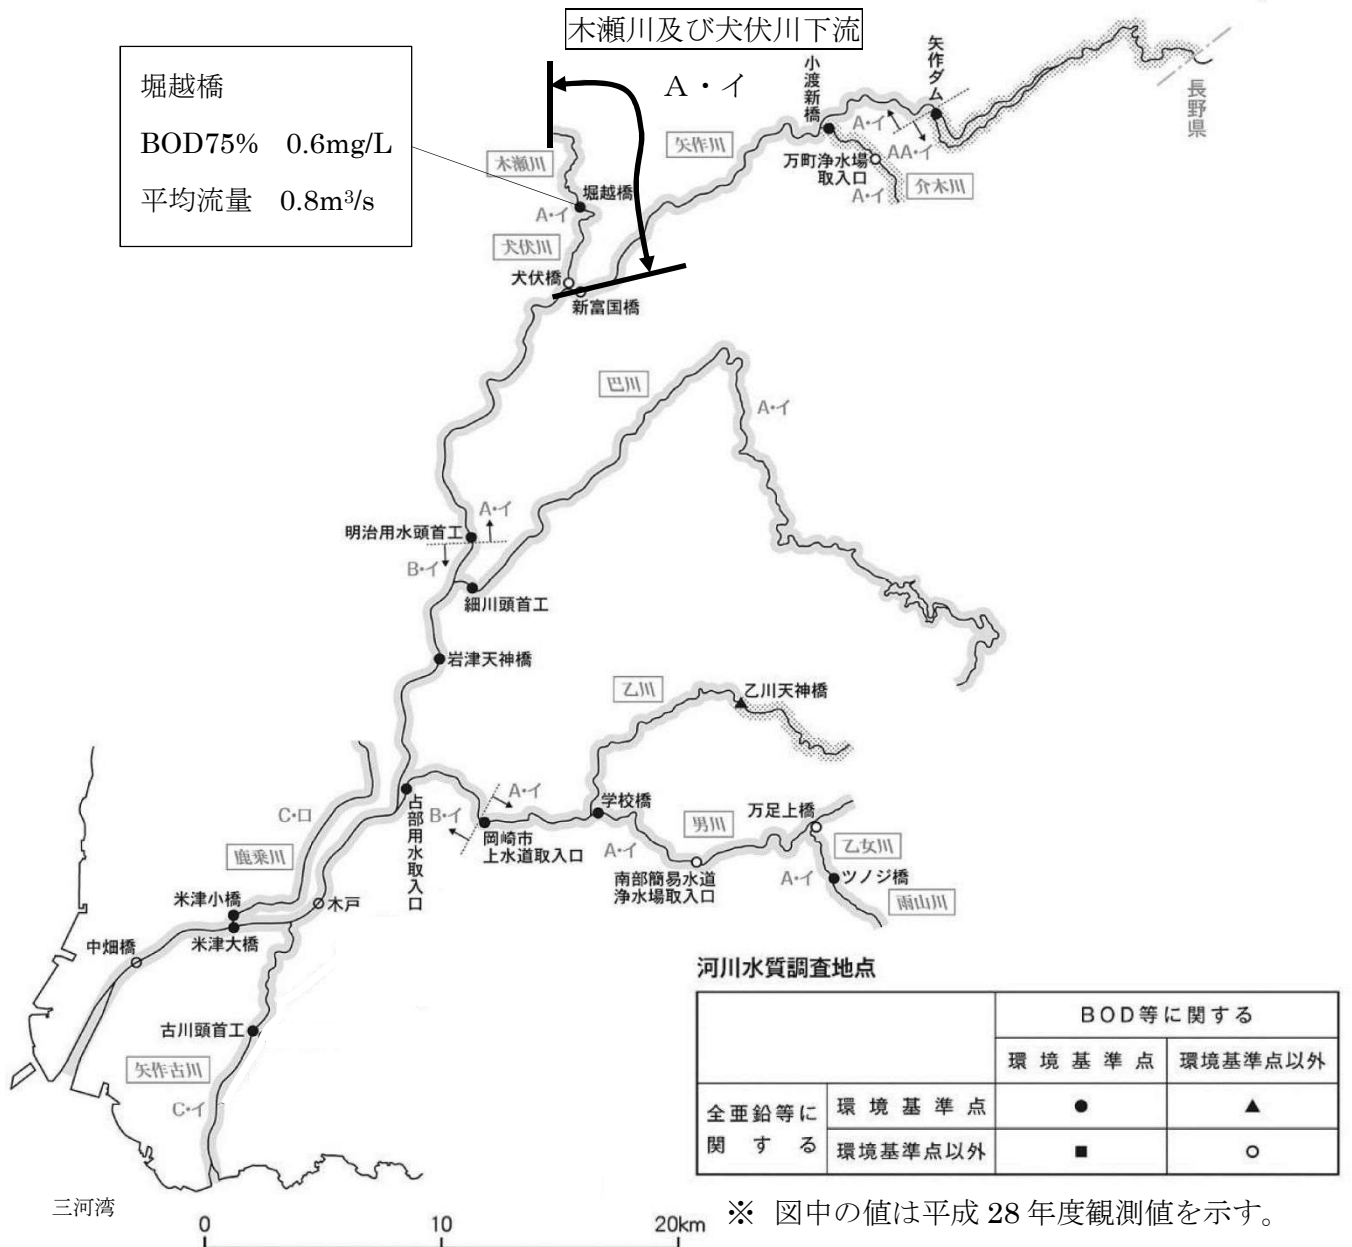 木瀬川及び犬伏川下流
A・イ
堀越橋
BOD75% 0.6mg/L
平均流量 0.8m³/s
矢作ダム
小渡新橋
長野県
A・イ
AA・イ
矢作川
万町浄水場
取入口
介木川
A・イ
木瀬川
堀越橋
A・イ
犬伏川
犬伏橋
新富国橋
巴川
A・イ
A・イ
明治用水頭首工
B・イ
細川頭首工
岩津天神橋
乙川
乙川天神橋
C・ロ
占部用水取入口
A・イ
B・イ
岡崎市
上水道取入口
学校橋
A・イ
男川
万足上橋
乙女川
南部簡易水道
浄水場取入口
A・イ
ツノジ橋
雨山川
鹿乗川
米津小橋
木戸
中畑橋
米津大橋
古川頭首工
矢作古川
C・イ
河川水質調査地点
BOD等に関する
環境基準点
環境基準点以外
全亜鉛等に
関する
環境基準点
●
▲
環境基準点以外
■
○
三河湾
0 10 20km
※ 図中の値は平成 28 年度観測値を示す。